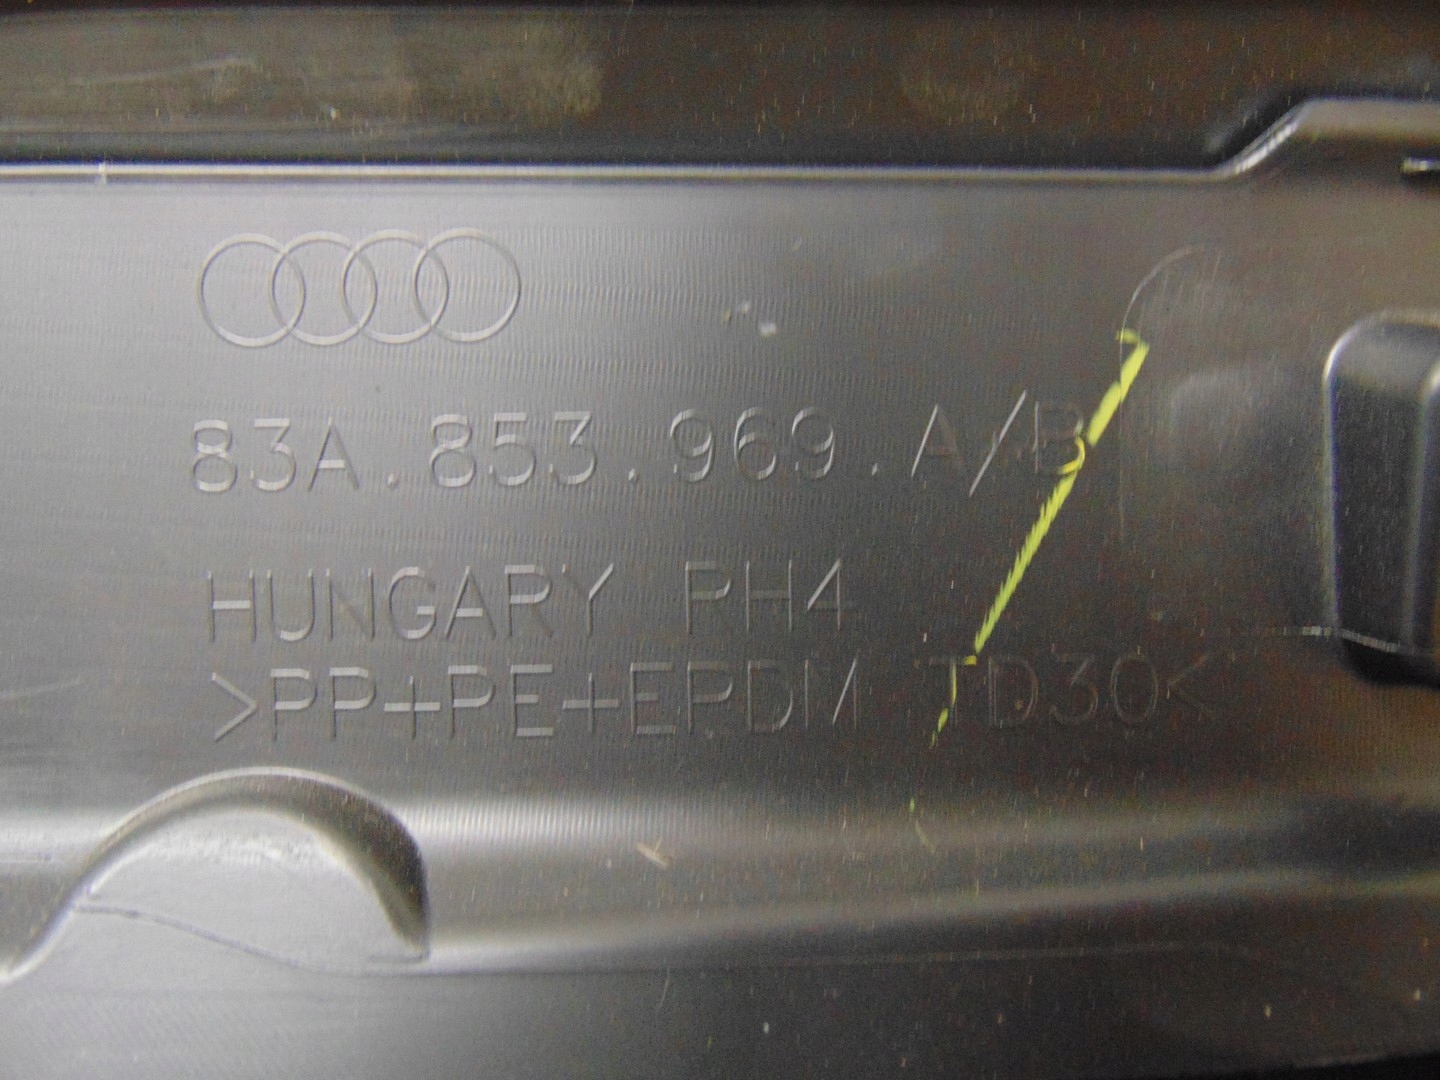 83A.853.969.A/B
HUNGARY PH4
>PP+PE+EPDM TD30<